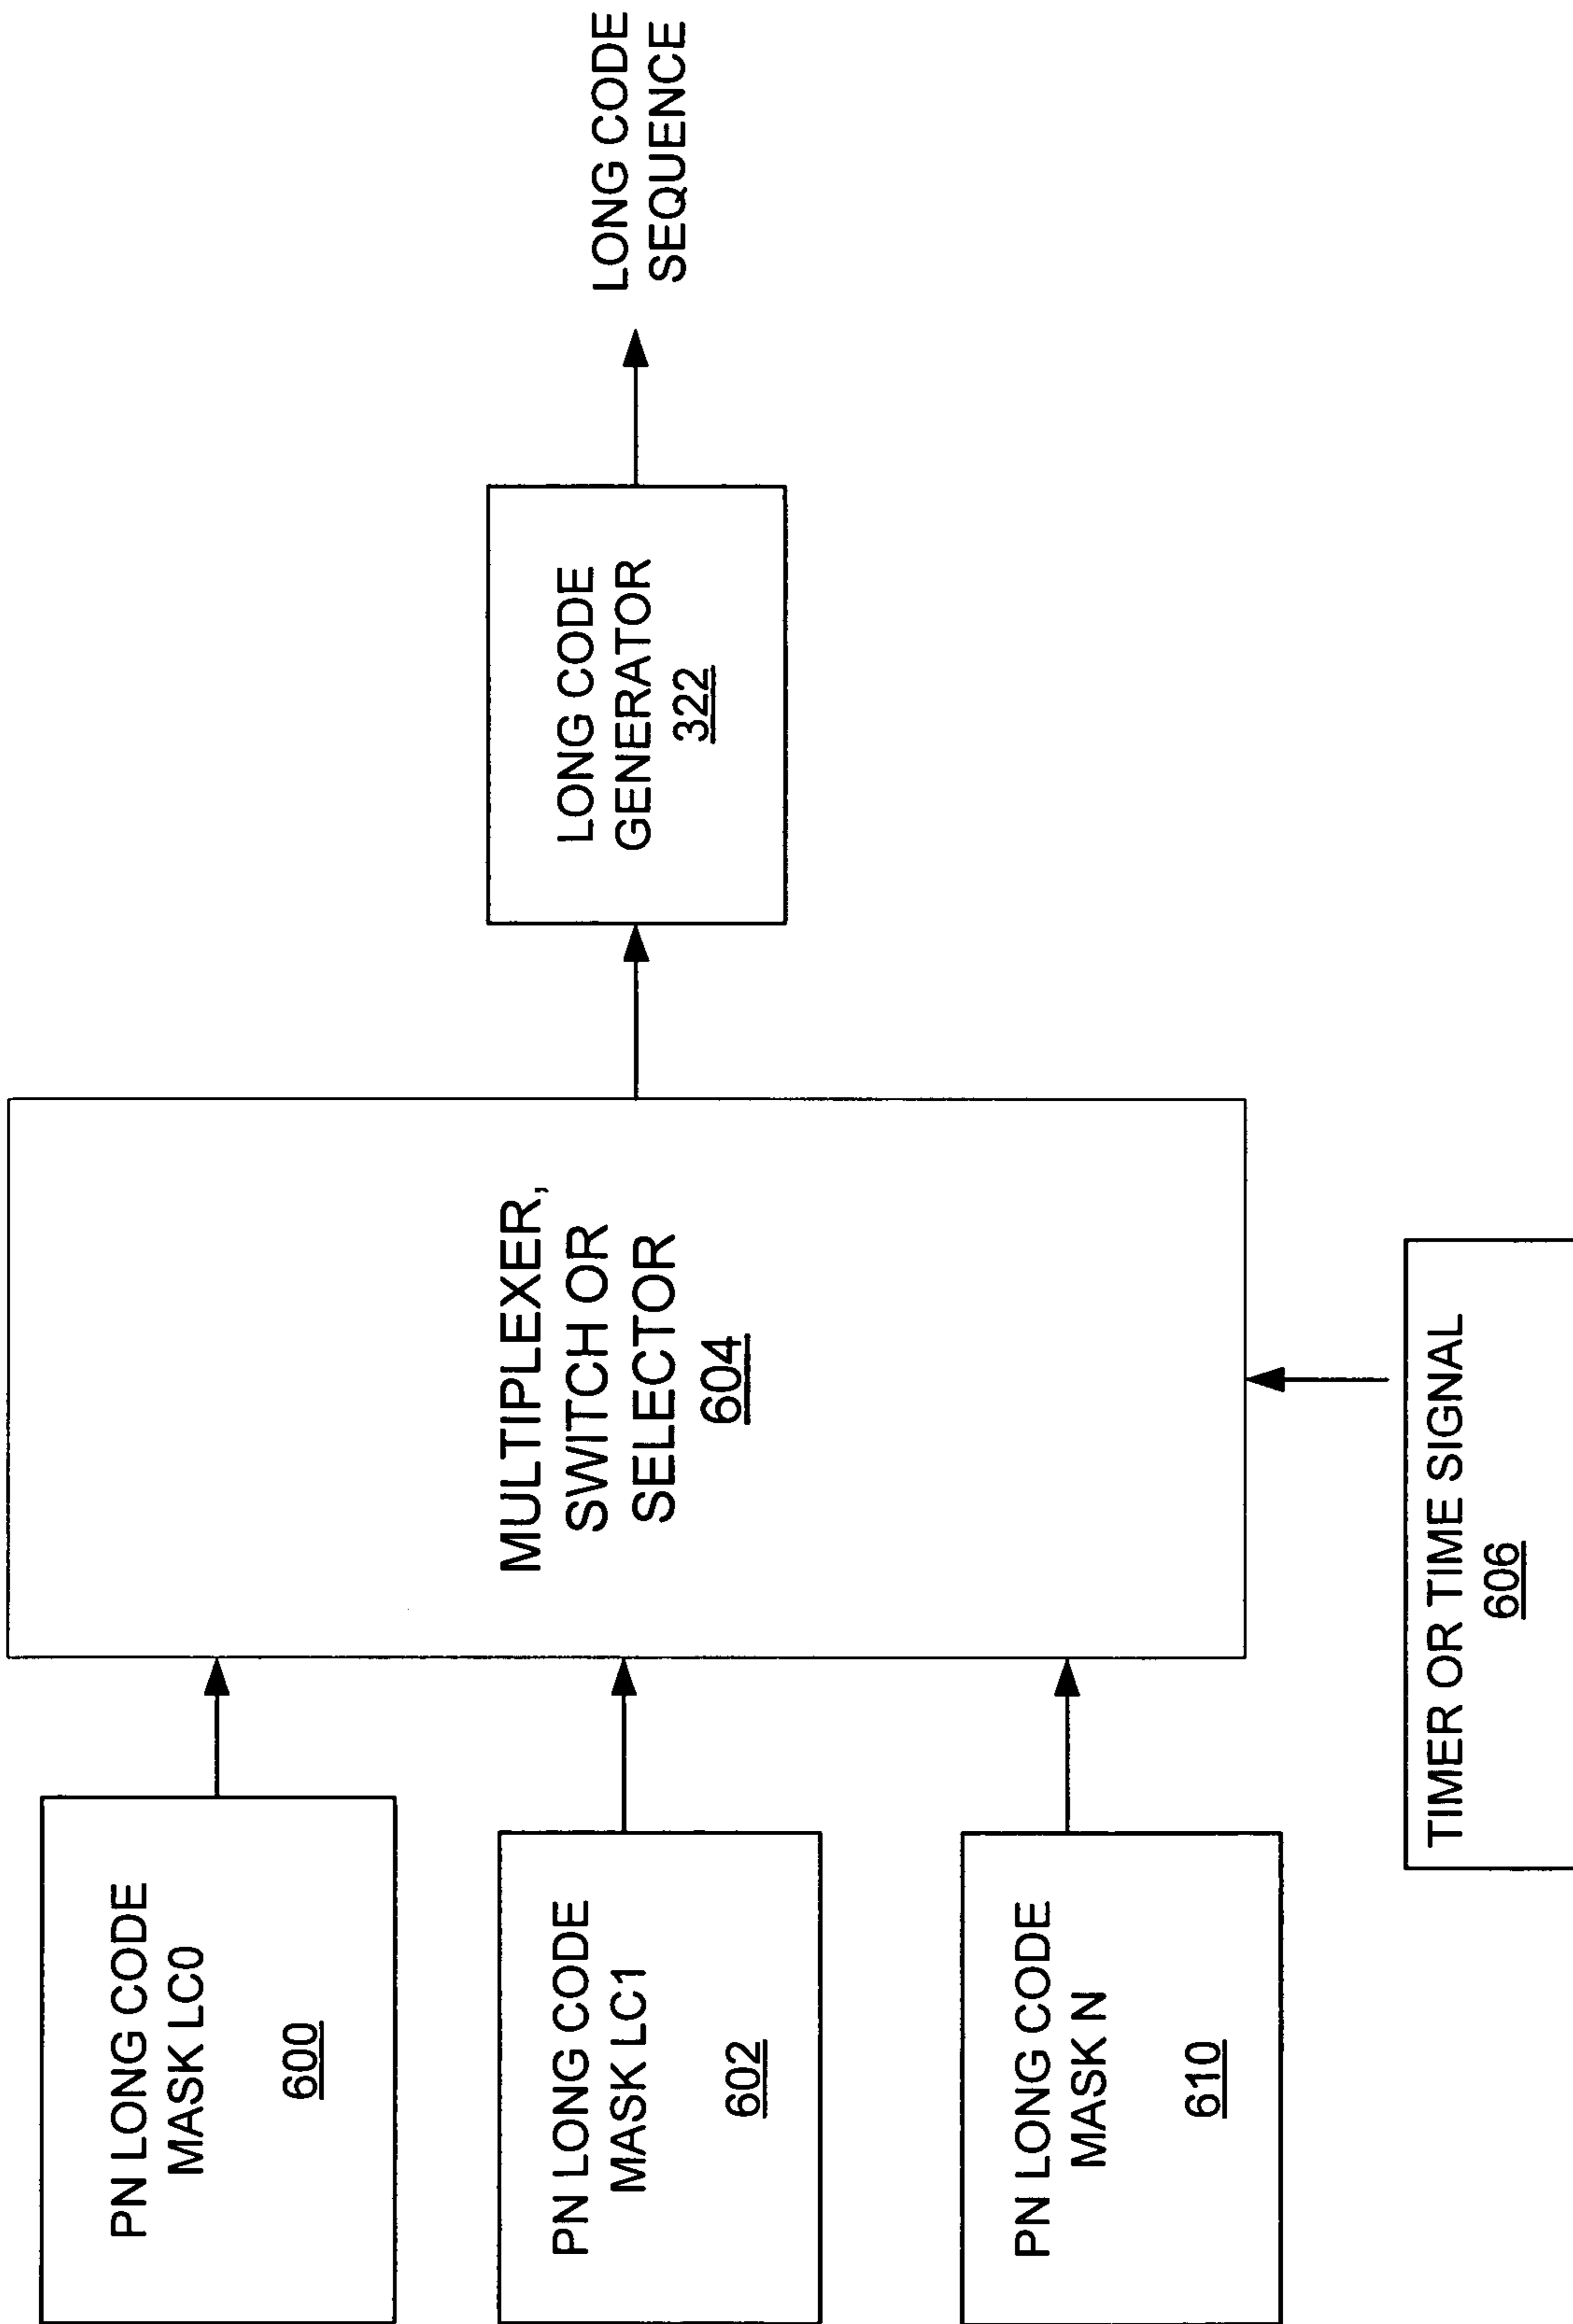 PN LONG CODE
MASK LC0
600
PN LONG CODE
MASK LC1
602
PN LONG CODE
MASK N
610
MULTIPLEXER,
SWITCH OR
SELECTOR
604
TIMER OR TIME SIGNAL
606
LONG CODE
GENERATOR
322
LONG CODE
SEQUENCE